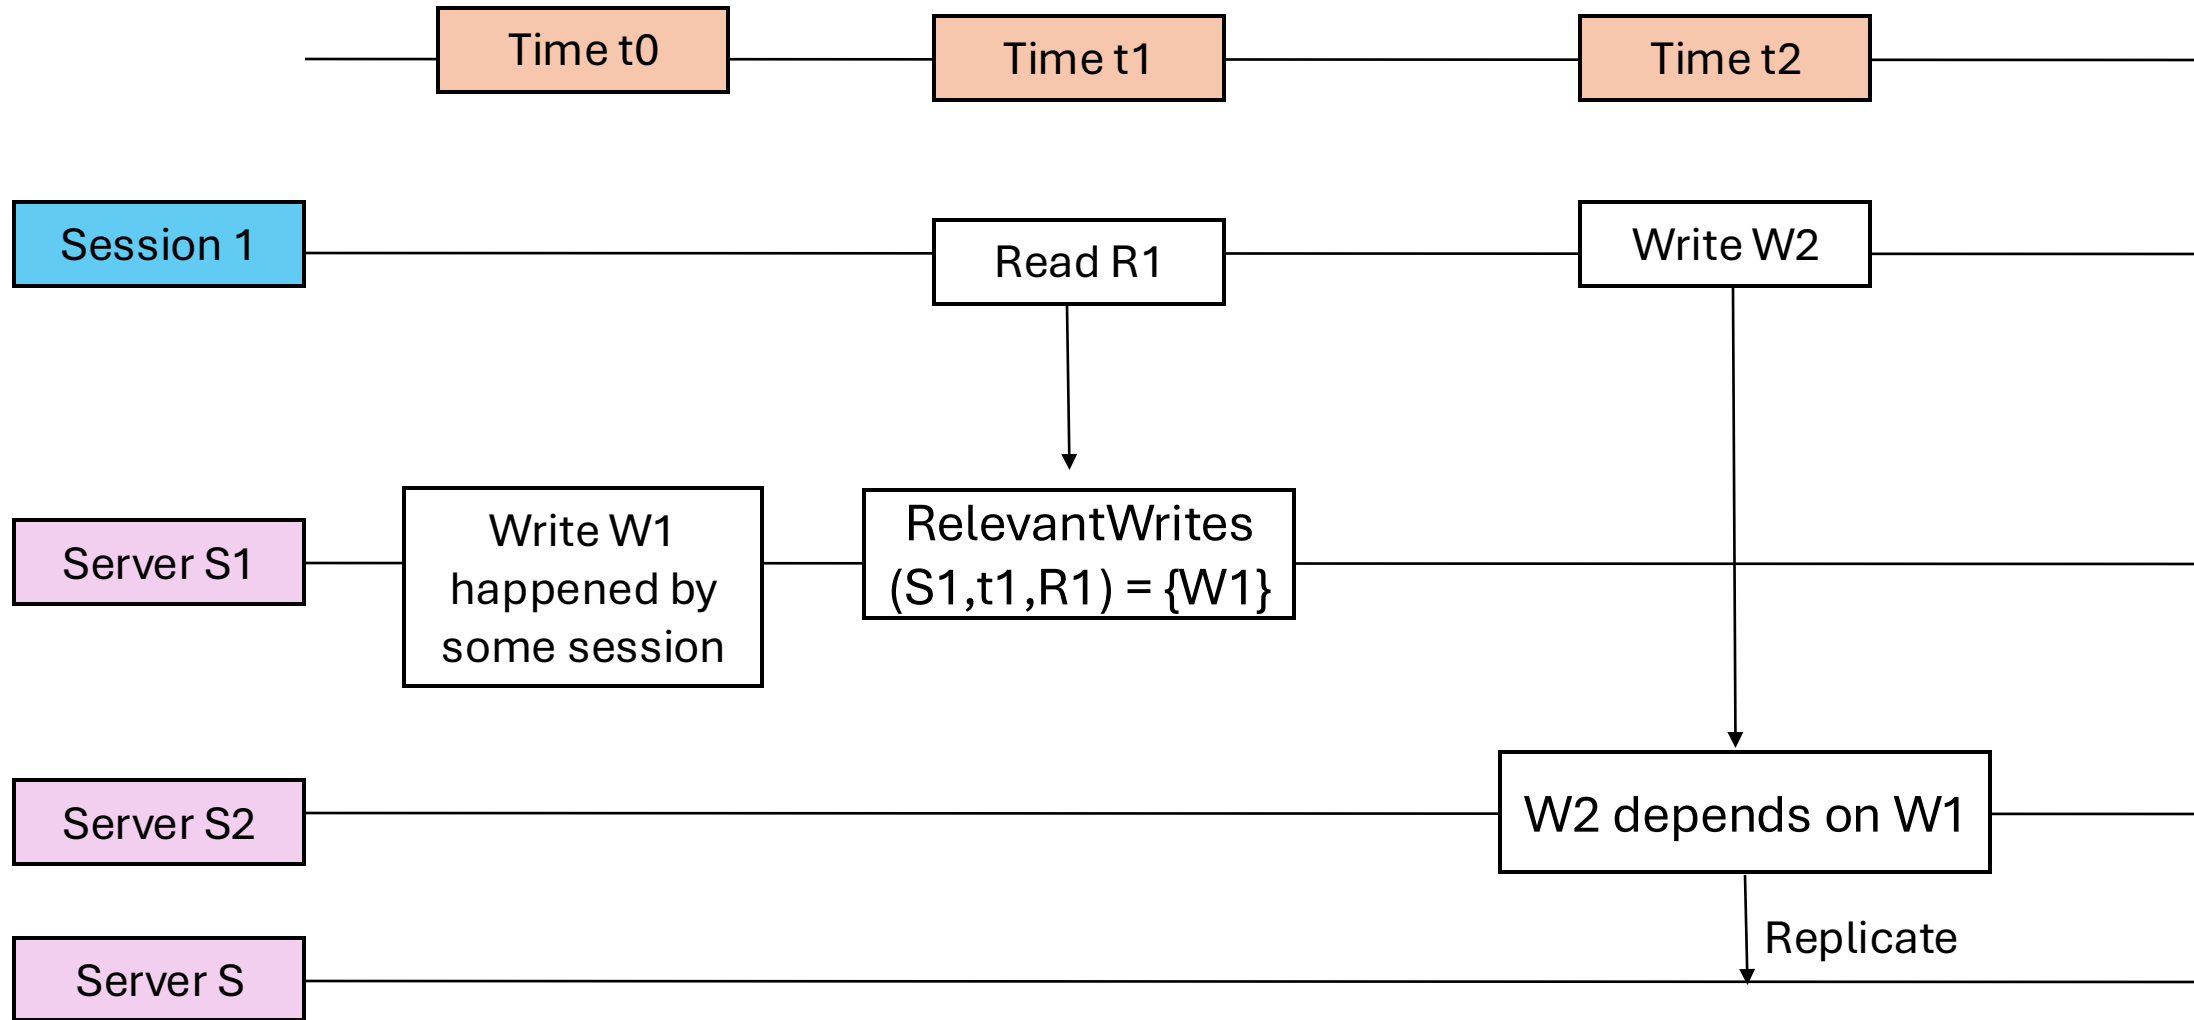 Time t0
Time t1
Time t2
Session 1
Read R1
Write W2
Server S1
Write W1
happened by
some session
RelevantWrites
(S1,t1,R1) = {W1}
Server S2
W2 depends on W1
Replicate
Server S